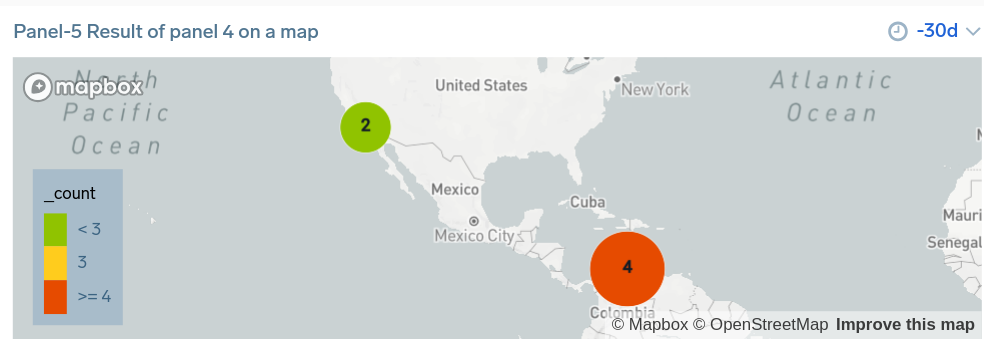 Panel-5 Result of panel 4 on a map
-30d
North
Pacific
Ocean
mapbox
United States
New York
Atlantic
Ocean
2
_count
< 3
3
>= 4
Mexico
Mexico City
Cuba
4
Colombia
Mauri
Senegal
© Mapbox © OpenStreetMap Improve this map